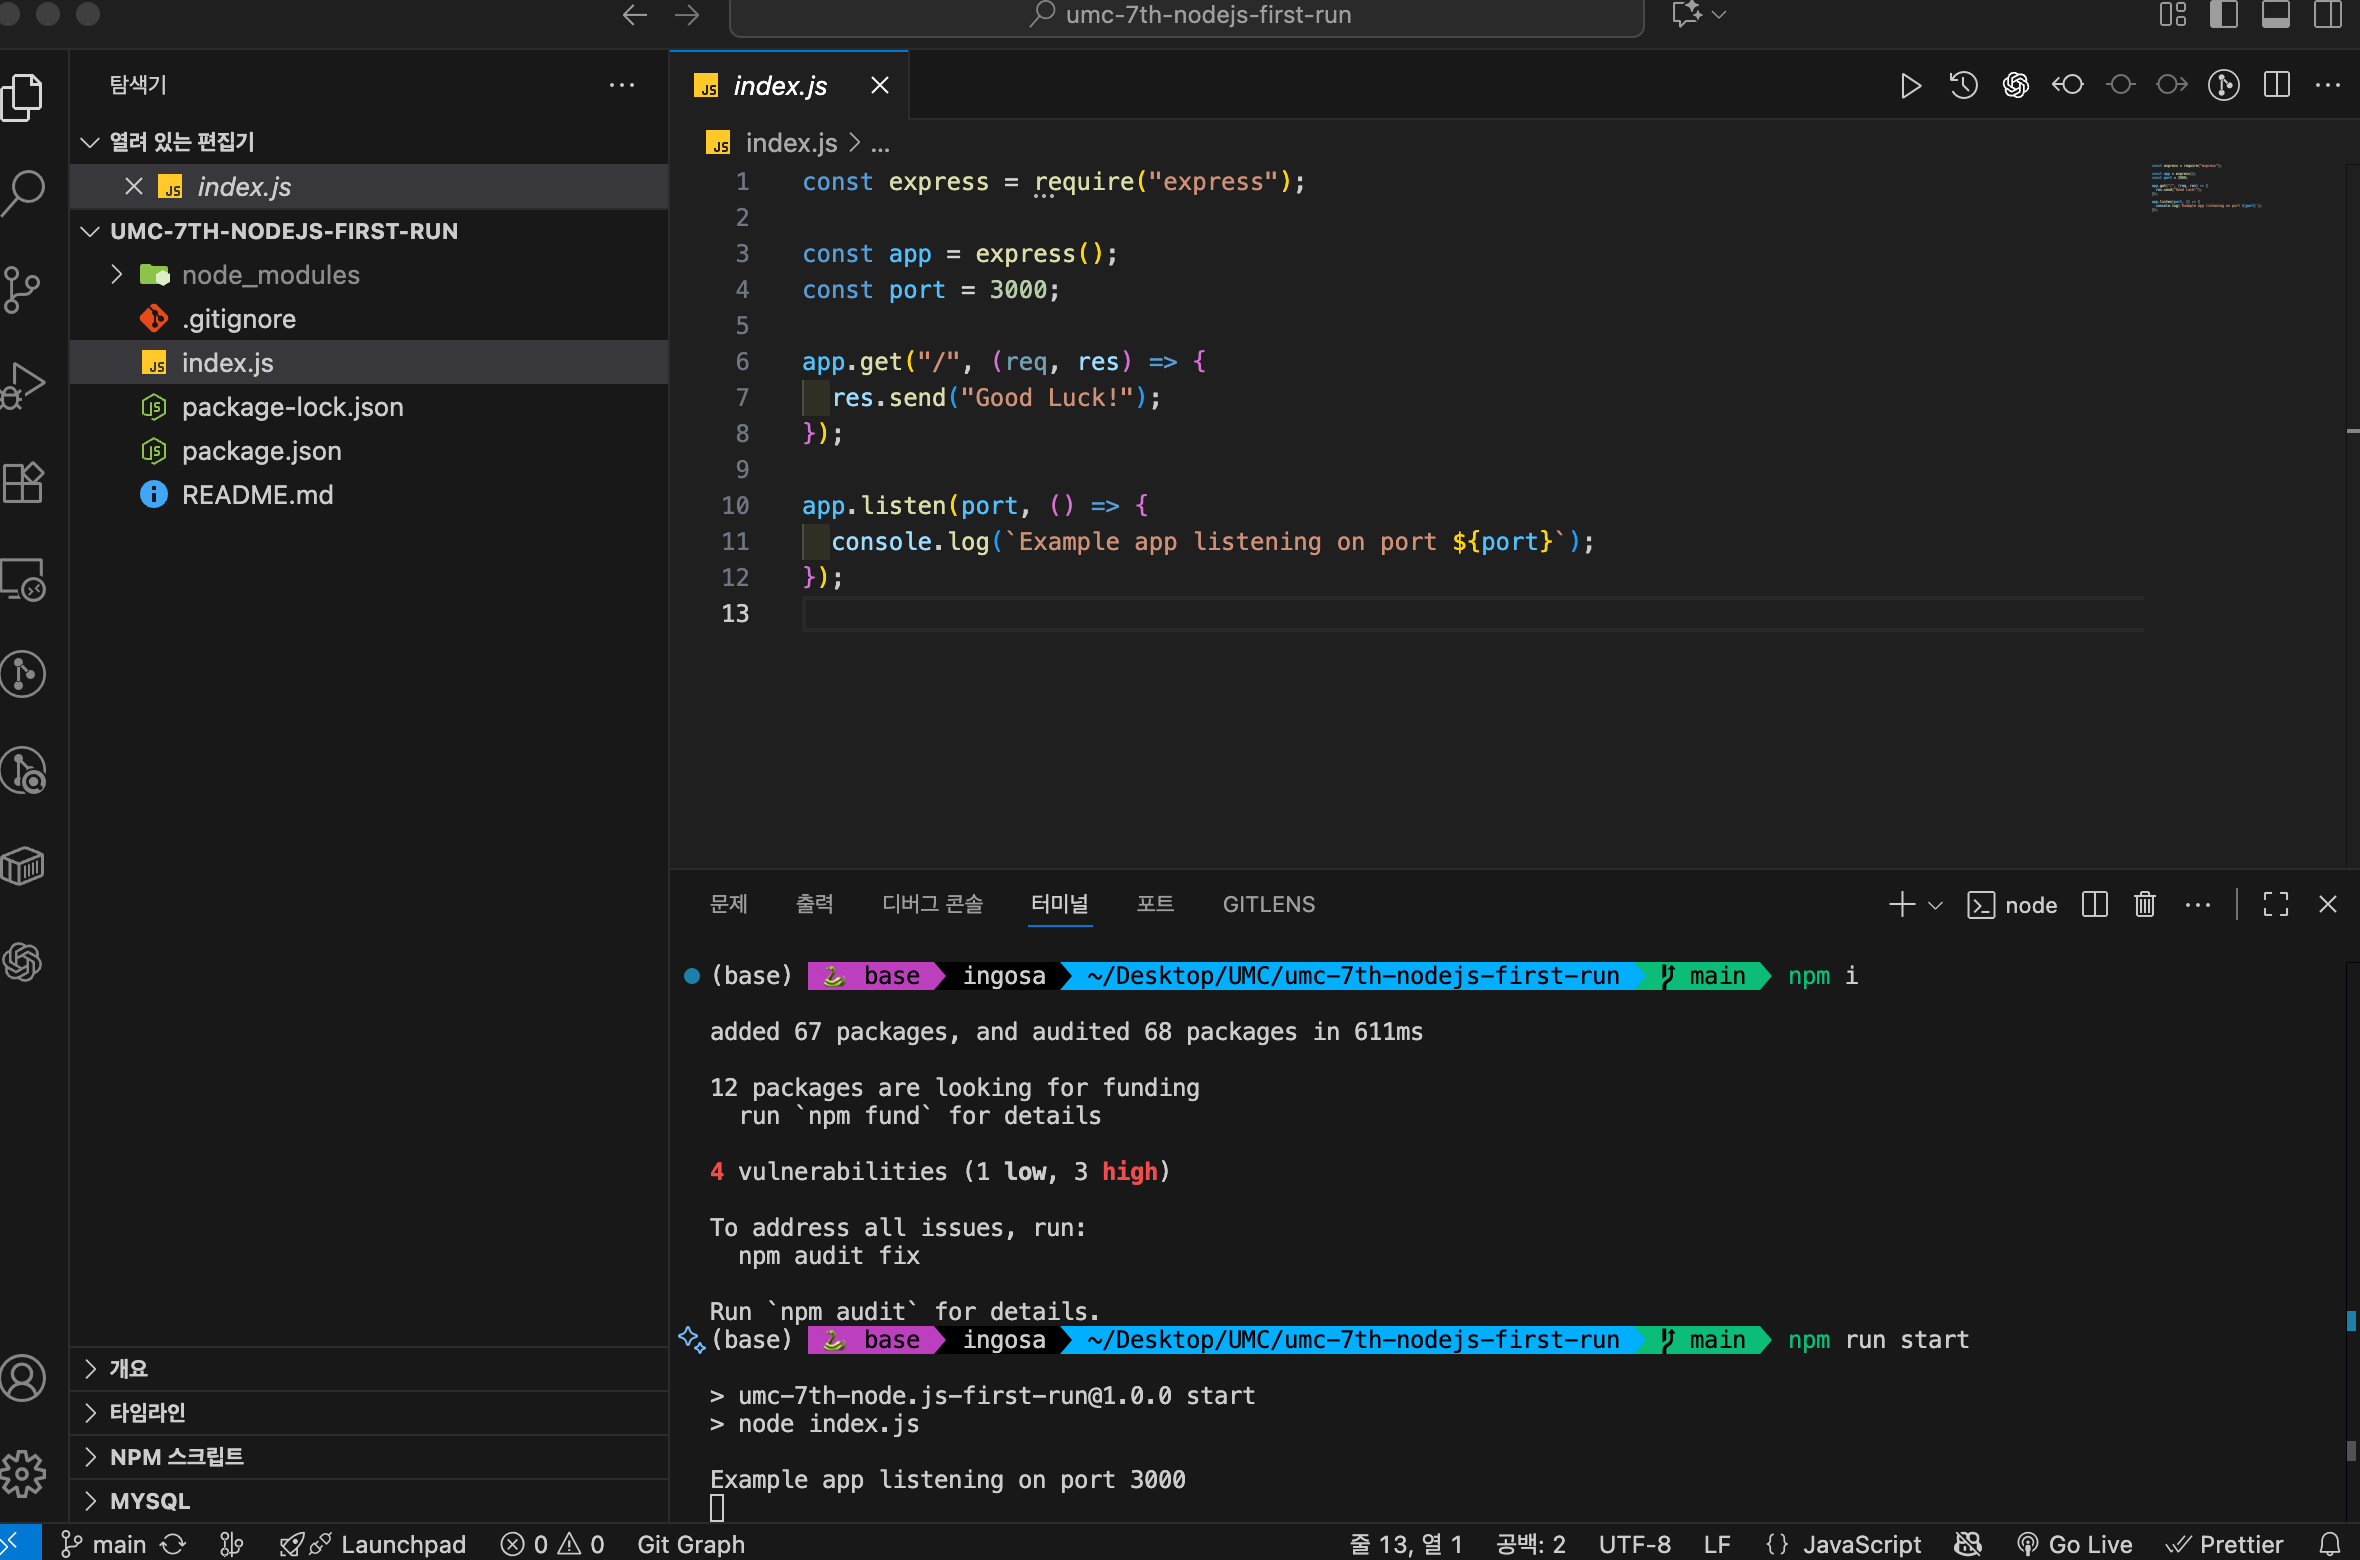 umc-7th-nodejs-first-run
탐색기
열려 있는 편집기
index.js
UMC-7TH-NODEJS-FIRST-RUN
node_modules
.gitignore
index.js
package-lock.json
package.json
README.md
개요
타임라인
NPM 스크립트
MYSQL
index.js
index.js > ...
1 const express = require("express");
2
3 const app = express();
4 const port = 3000;
5
6 app.get("/", (req, res) => {
7 res.send("Good Luck!");
8 });
9
10 app.listen(port, () => {
11 console.log(`Example app listening on port ${port}`);
12 });
13
문제 출력 디버그 콘솔 터미널 포트 GITLENS
node
(base) base ingosa ~/Desktop/UMC/umc-7th-nodejs-first-run main npm i
added 67 packages, and audited 68 packages in 611ms
12 packages are looking for funding
run `npm fund` for details
4 vulnerabilities (1 low, 3 high)
To address all issues, run:
npm audit fix
Run `npm audit` for details.
(base) base ingosa ~/Desktop/UMC/umc-7th-nodejs-first-run main npm run start
> umc-7th-node.js-first-run@1.0.0 start
> node index.js
Example app listening on port 3000
main Launchpad 0 0 Git Graph 줄 13, 열 1 공백: 2 UTF-8 LF {} JavaScript Go Live Prettier